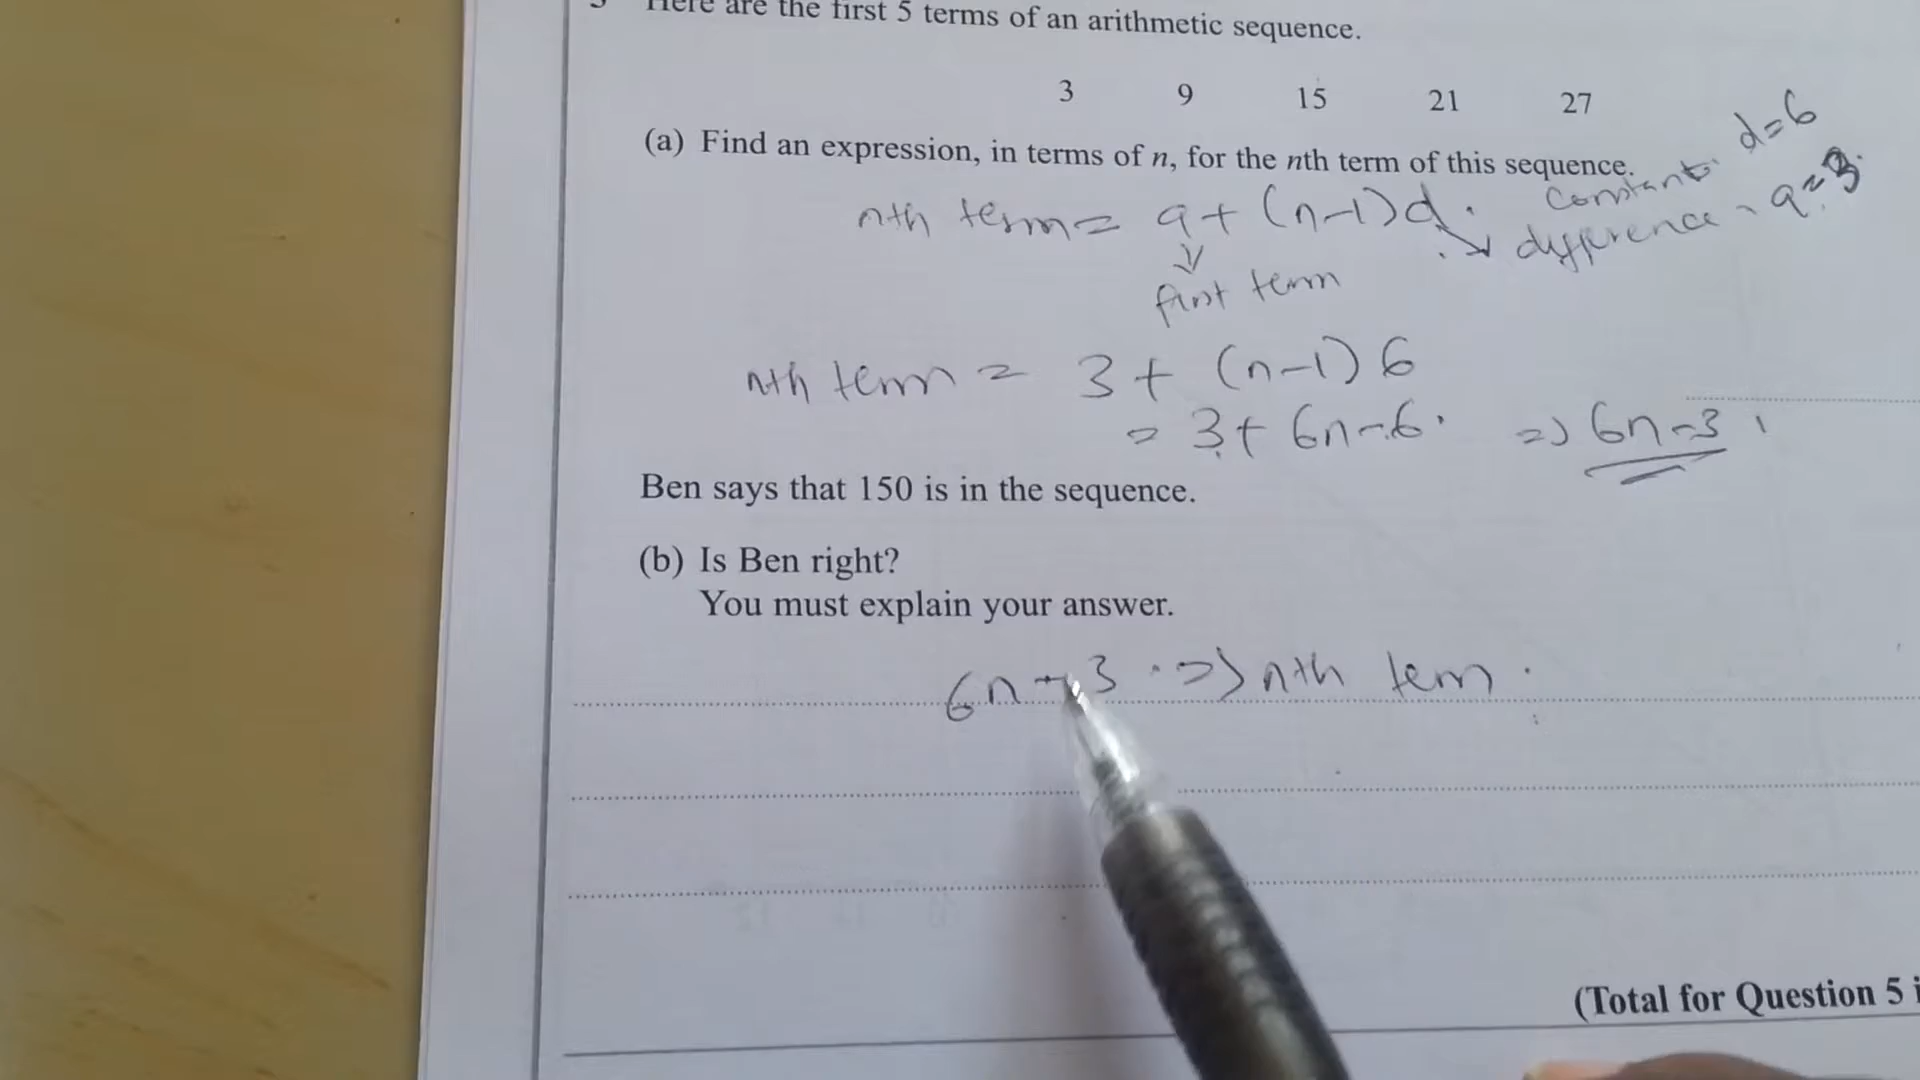 Here are the first 5 terms of an arithmetic sequence.
3 9 15 21 27
(a) Find an expression, in terms of n, for the nth term of this sequence.
d=6
nth term = a + (n-1)d. constant
difference a=3
first term
nth term = 3 + (n-1) 6
= 3 + 6n-6 => 6n-3
Ben says that 150 is in the sequence.
(b) Is Ben right?
You must explain your answer.
6n-3 => nth term.
(Total for Question 5 i